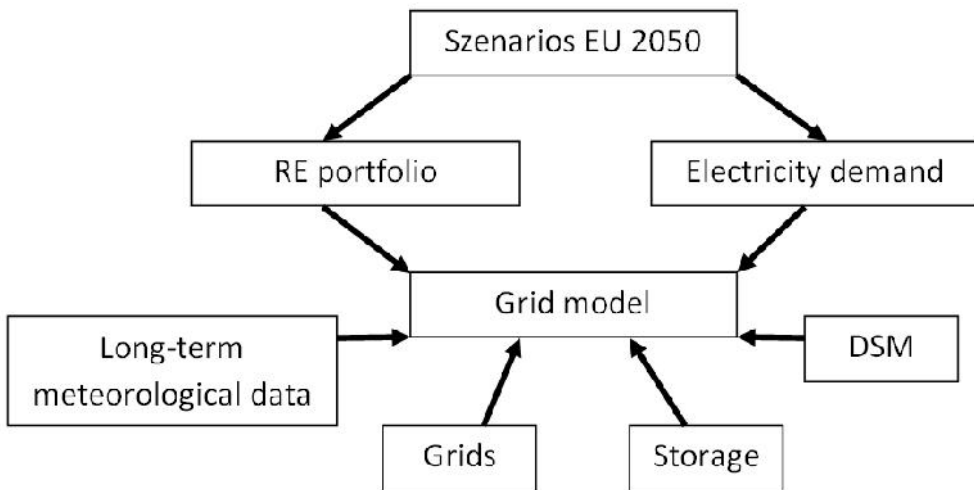 Szenarios EU 2050
RE portfolio
Electricity demand
Grid model
Long-term
meteorological data
DSM
Grids
Storage